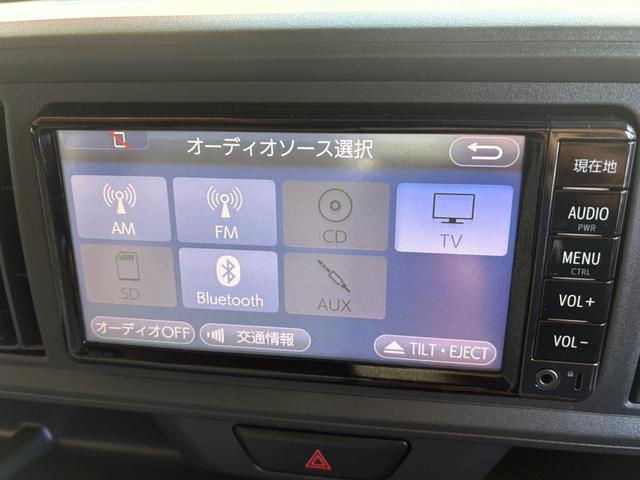 オーディオソース選択
AM
FM
CD
TV
SD
Bluetooth
AUX
オーディオOFF
交通情報
TILT・EJECT
現在地
AUDIO
PWR
MENU
CTRL
VOL+
VOL-